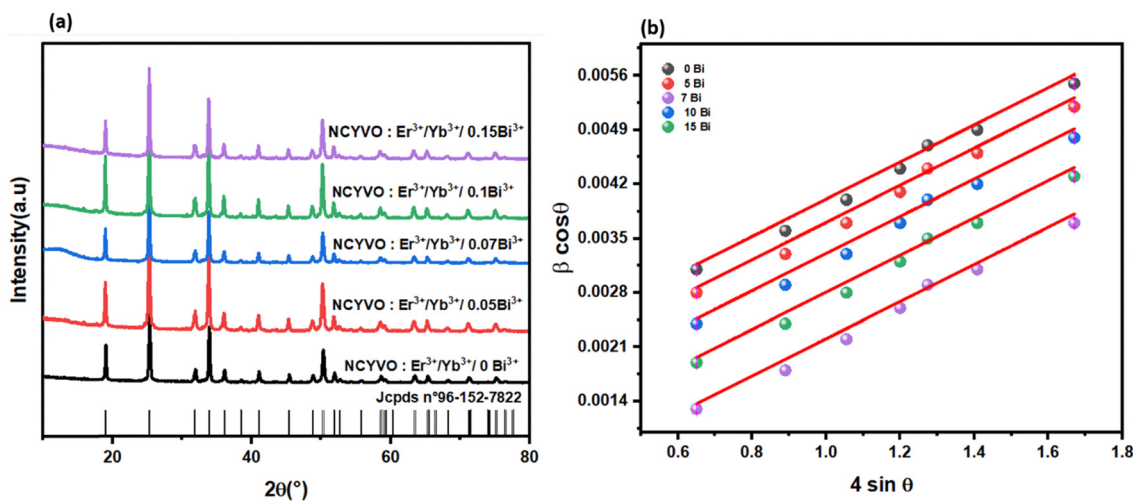 (a)
NCYVO : Er³⁺/Yb³⁺/ 0.15Bi³⁺
NCYVO : Er³⁺/Yb³⁺/ 0.1Bi³⁺
NCYVO : Er³⁺/Yb³⁺/ 0.07Bi³⁺
NCYVO : Er³⁺/Yb³⁺/ 0.05Bi³⁺
NCYVO : Er³⁺/Yb³⁺/ 0 Bi³⁺
Jcpds n°96-152-7822
Intensity(a.u)
20 40 60 80
2θ(°)
(b)
0 Bi
5 Bi
7 Bi
10 Bi
15 Bi
0.0056
0.0049
0.0042
0.0035
0.0028
0.0021
0.0014
β cosθ
0.6 0.8 1.0 1.2 1.4 1.6 1.8
4 sin θ